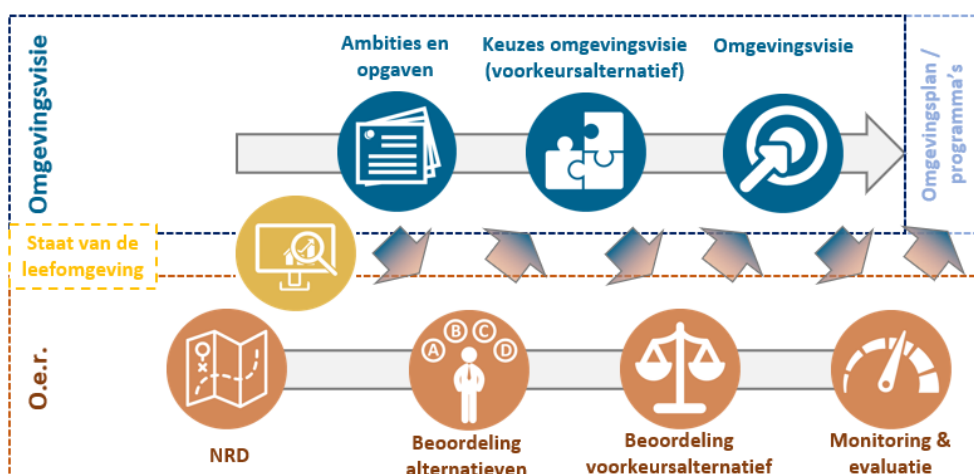 Omgevingsvisie
Ambities en
opgaven
Keuzes omgevingsvisie
(voorkeursalternatief)
Omgevingsvisie
Omgevingsplan /
programma's
Staat van de
leefomgeving
O.e.r.
A
B
C
D
NRD
Beoordeling
alternatieven
Beoordeling
voorkeursalternatief
Monitoring &
evaluatie